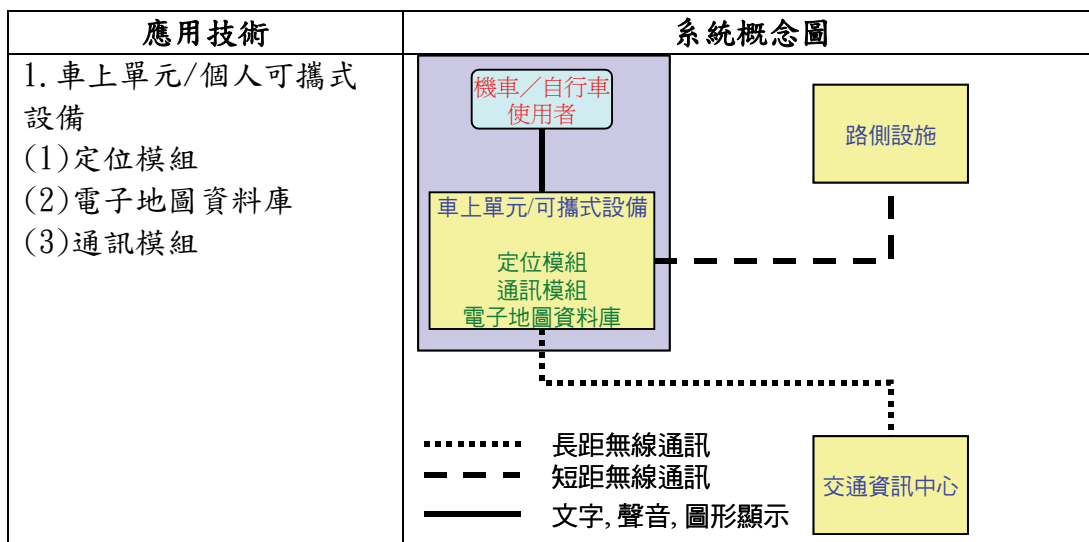 應用技術
系統概念圖
1.車上單元/個人可攜式
設備
(1)定位模組
(2)電子地圖資料庫
(3)通訊模組
機車／自行車
使用者
路側設施
車上單元/可攜式設備
定位模組
通訊模組
電子地圖資料庫
長距無線通訊
短距無線通訊
文字, 聲音, 圖形顯示
交通資訊中心